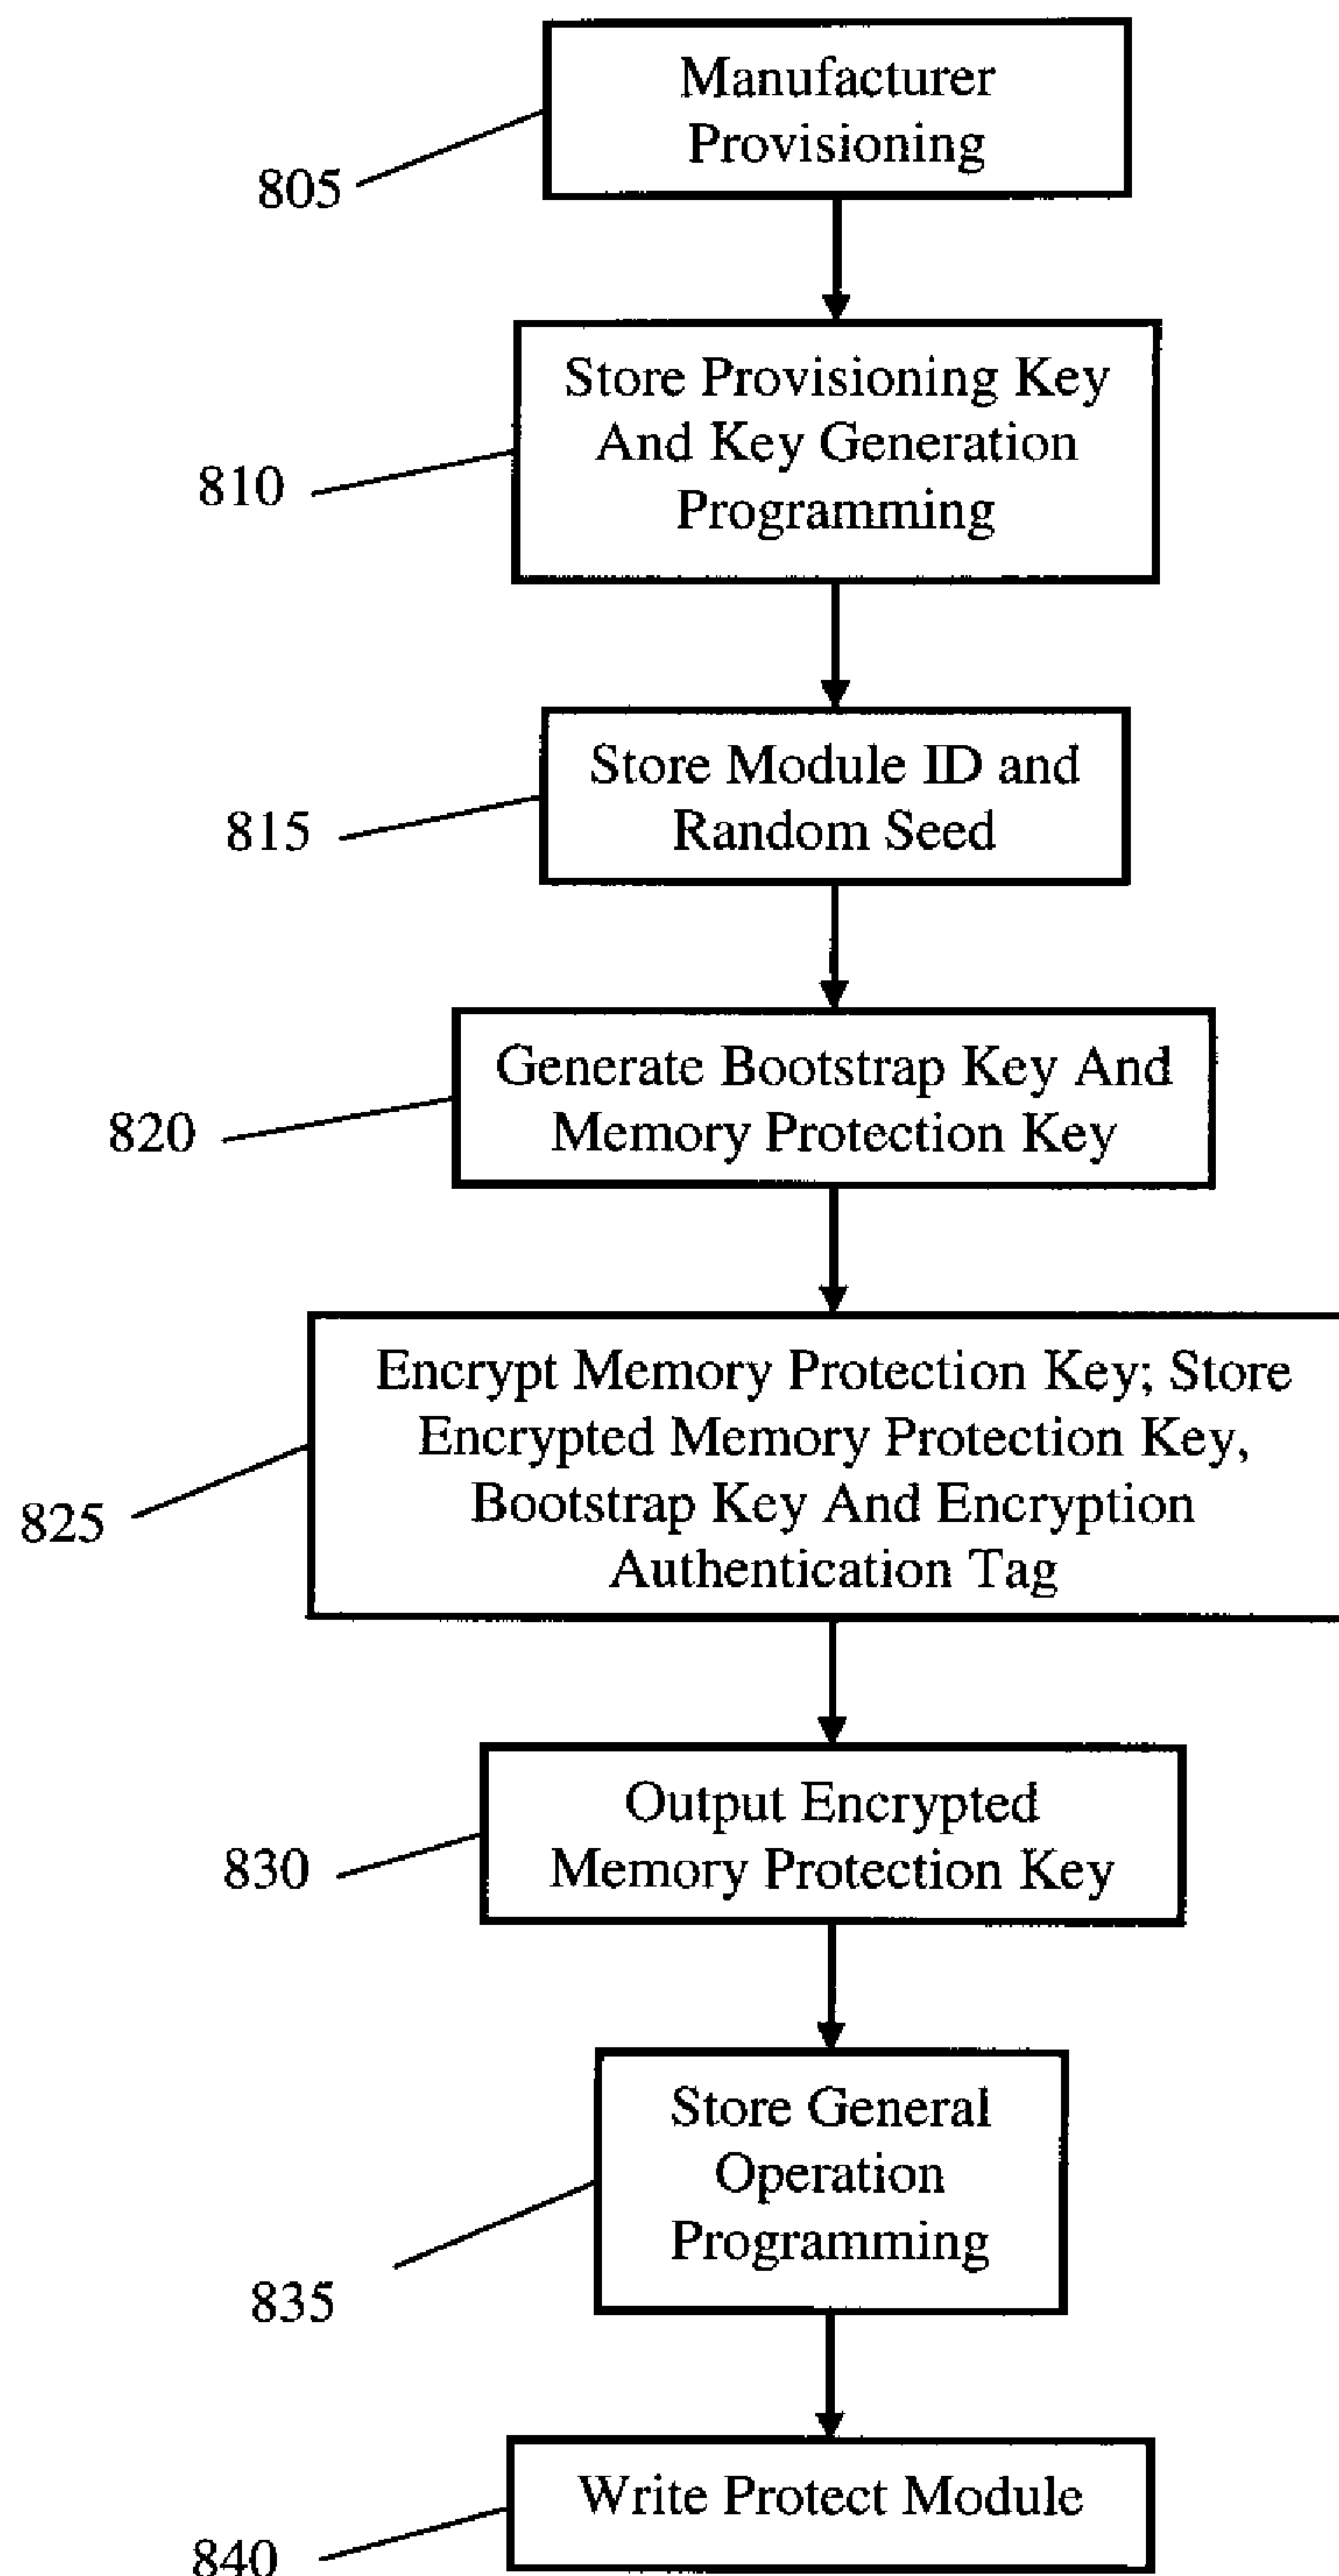 Manufacturer
Provisioning
805
Store Provisioning Key
And Key Generation
Programming
810
Store Module ID and
Random Seed
815
Generate Bootstrap Key And
Memory Protection Key
820
Encrypt Memory Protection Key; Store
Encrypted Memory Protection Key,
Bootstrap Key And Encryption
Authentication Tag
825
Output Encrypted
Memory Protection Key
830
Store General
Operation
Programming
835
Write Protect Module
840